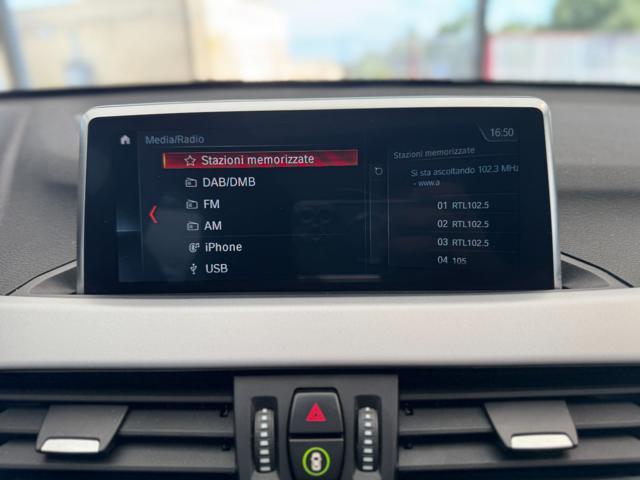 Media/Radio
16:50
Stazioni memorizzate
DAB/DMB
FM
AM
iPhone
USB
Stazioni memorizzate
Si sta ascoltando 102.3 MHz
- www.a
01 RTL102.5
02 RTL102.5
03 RTL102.5
04 105